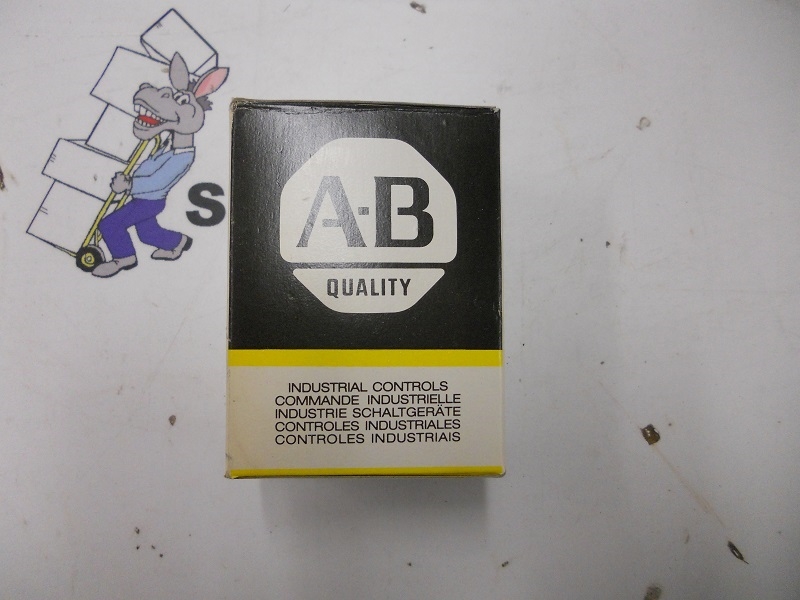 S
A-B
QUALITY
INDUSTRIAL CONTROLS
COMMANDE INDUSTRIELLE
INDUSTRIE SCHALTGERÄTE
CONTROLES INDUSTRIALES
CONTROLES INDUSTRIAIS